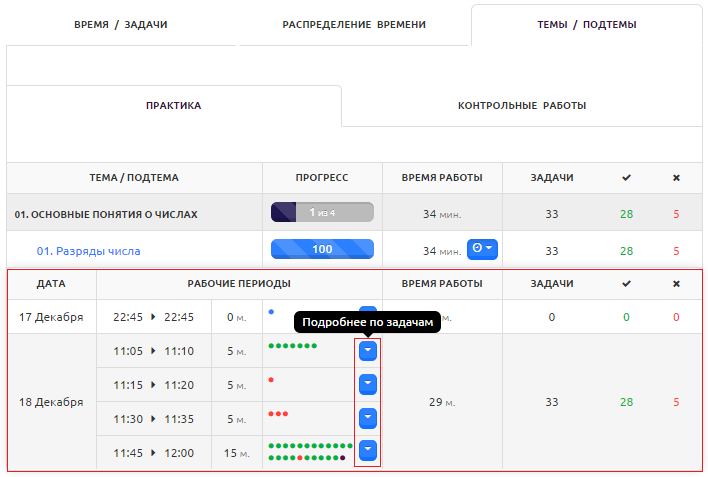 ВРЕМЯ / ЗАДАЧИ РАСПРЕДЕЛЕНИЕ ВРЕМЕНИ ТЕМЫ / ПОДТЕМЫ
ПРАКТИКА КОНТРОЛЬНЫЕ РАБОТЫ
ТЕМА / ПОДТЕМА ПРОГРЕСС ВРЕМЯ РАБОТЫ ЗАДАЧИ ✓ ✖
01. ОСНОВНЫЕ ПОНЯТИЯ О ЧИСЛАХ 1 из 4 34 мин. 33 28 5
01. Разряды числа 100 34 мин. 33 28 5
ДАТА РАБОЧИЕ ПЕРИОДЫ ВРЕМЯ РАБОТЫ ЗАДАЧИ ✓ ✖
17 Декабря 22:45 22:45 0 м. м. 0 0 0
Подробнее по задачам
11:05 11:10 5 м.
11:15 11:20 5 м.
18 Декабря 29 м. 33 28 5
11:30 11:35 5 м.
11:45 12:00 15 м.